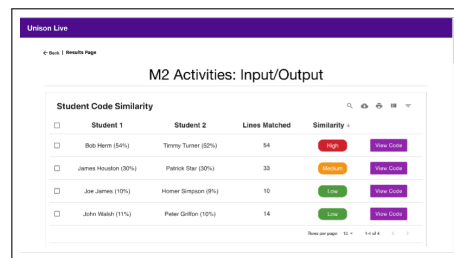 Unison Live
← Back | Results Page
M2 Activities: Input/Output
Student Code Similarity
Student 1 Student 2 Lines Matched Similarity ↓
Bob Herm (54%) Timmy Turner (52%) 54 High View Code
James Houston (30%) Patrick Star (30%) 33 Medium View Code
Joe James (10%) Homer Simpson (9%) 10 Low View Code
John Walsh (11%) Peter Griffon (10%) 14 Low View Code
Rows per page: 10 1-4 of 4